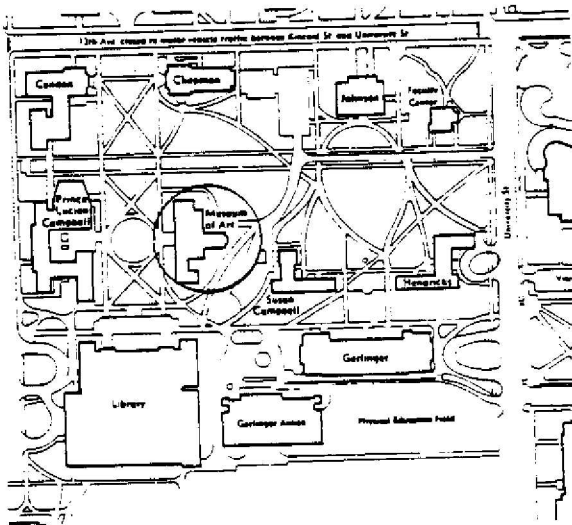 13th Ave closed to motor vehicle traffic between Kincaid St and University St
Condon
Chapman
Johnson
Faculty
Center
Prince
Lucien
Campbell
Museum
of Art
University St
Susan
Campbell
Hendricks
Gerlinger
Library
Gerlinger Annex
Physical Education Field